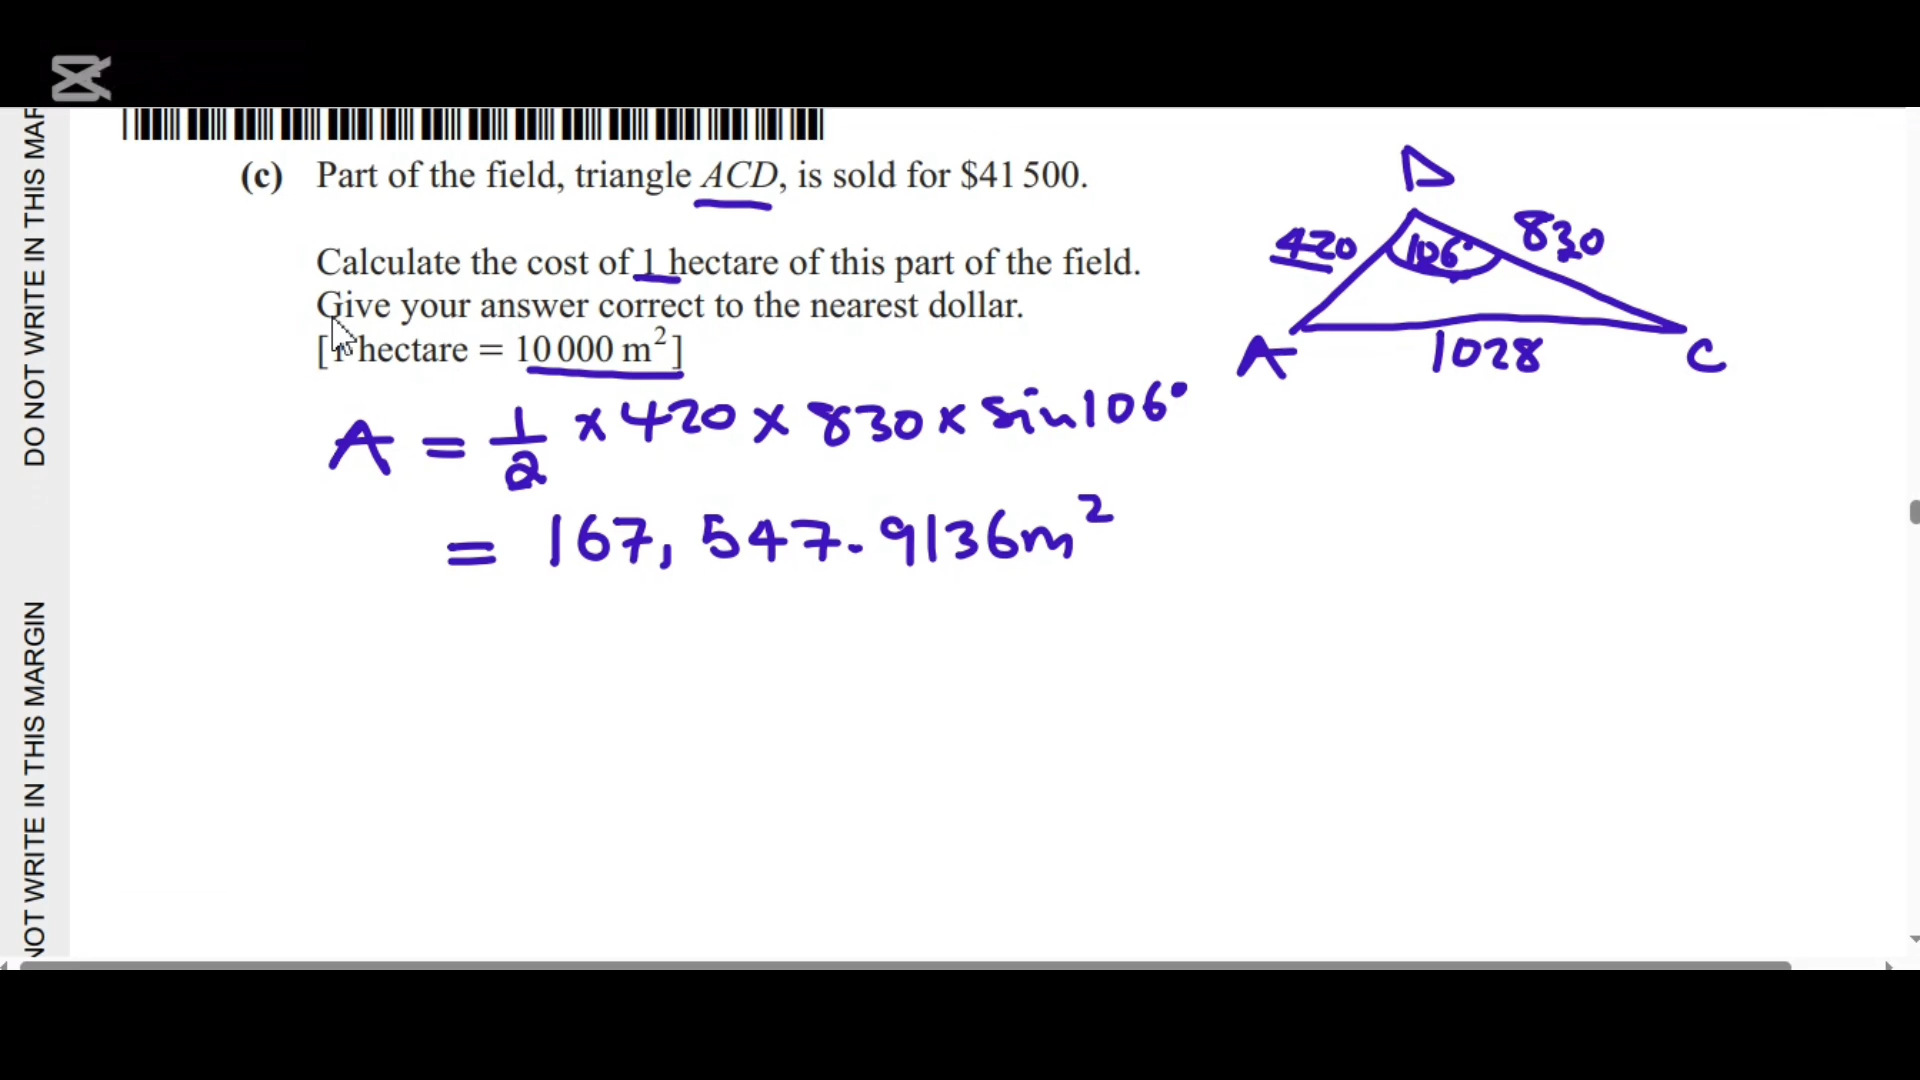 DO NOT WRITE IN THIS MAR
(c) Part of the field, triangle ACD, is sold for $41 500.
Calculate the cost of 1 hectare of this part of the field.
Give your answer correct to the nearest dollar.
[1 hectare = 10 000 m²]
D
420
106°
830
A
1028
C
A = 1/2 × 420 × 830 × sin 106°
= 167, 547.9136m²
NOT WRITE IN THIS MARGIN